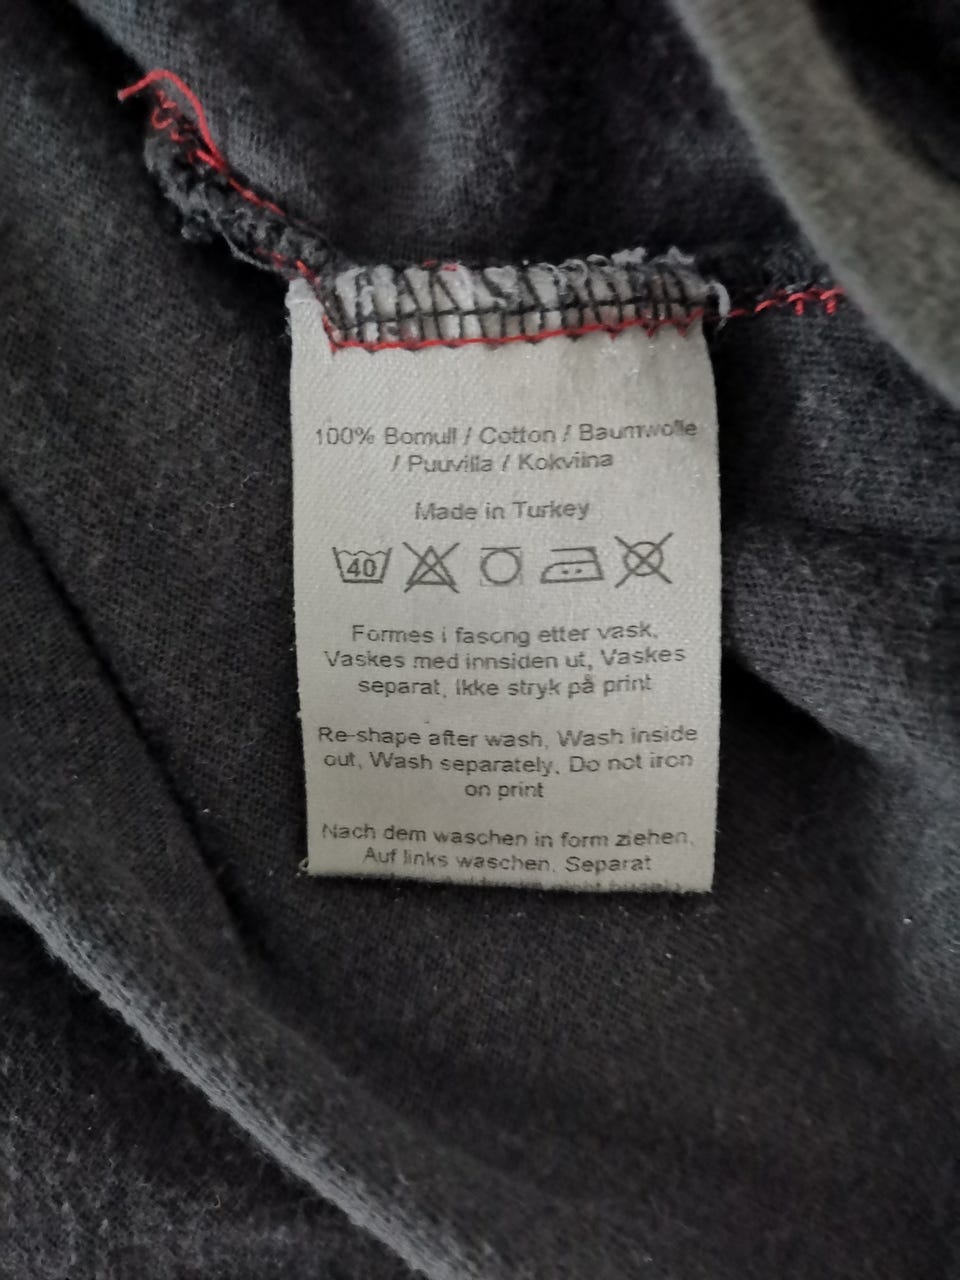 100% Bomull / Cotton / Baumwolle
/ Puuvilla / Kokvilna
Made in Turkey
40
Formes i fasong etter vask,
Vaskes med innsiden ut, Vaskes
separat, Ikke stryk på print
Re-shape after wash, Wash inside
out, Wash separately, Do not iron
on print
Nach dem waschen in form ziehen,
Auf links waschen, Separat